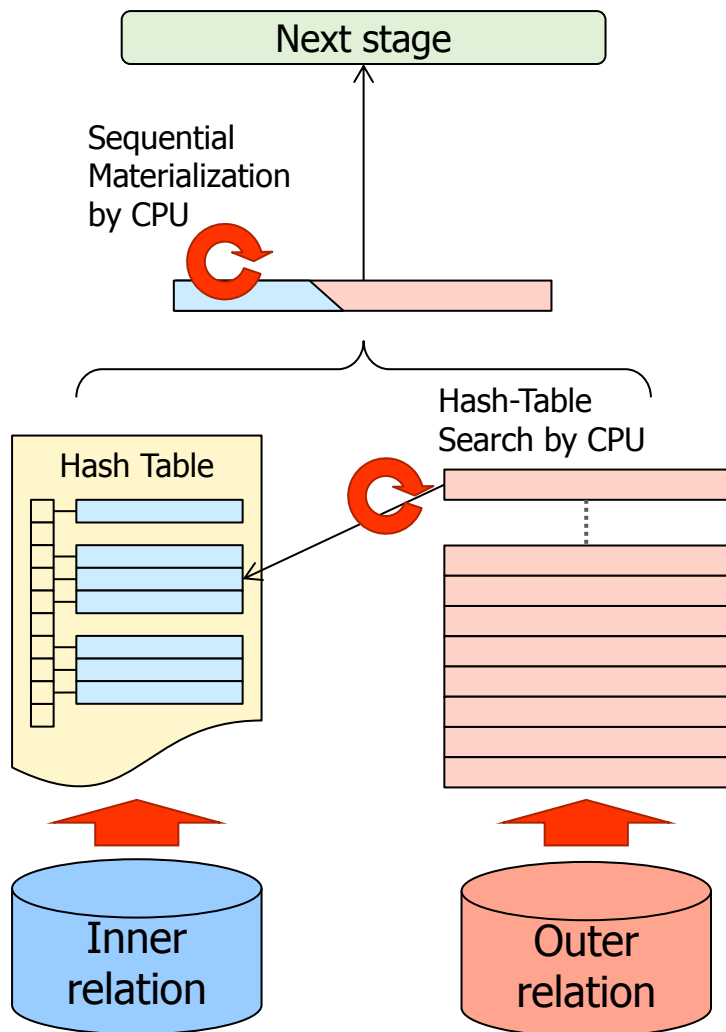 Next stage
Sequential
Materialization
by CPU
Hash-Table
Search by CPU
Hash Table
Inner
relation
Outer
relation